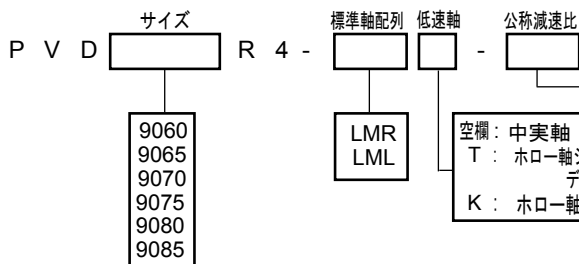 サイズ 標準軸配列 低速軸 公称減速比
P V D R 4 - -
9060
9065
9070
9075
9080
9085
LMR
LML
空欄：中実軸
T： ホロー軸
デ
K： ホロー軸